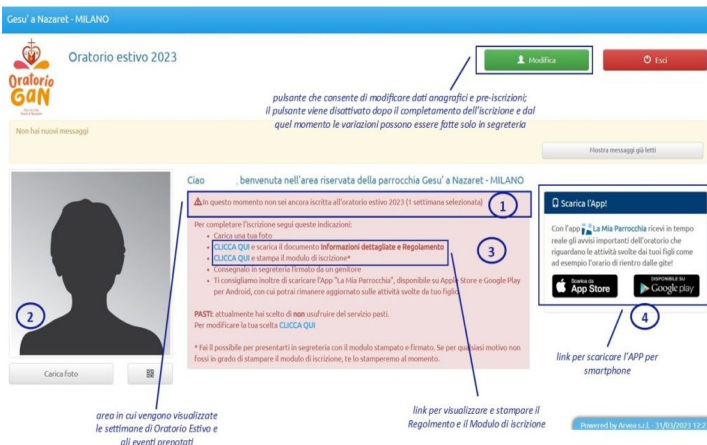 Gesu' a Nazaret - MILANO
Oratorio
GaN
Oratorio estivo 2023
Modifica
Esci
pulsante che consente di modificare dati anagrafici e pre-iscrizioni;
il pulsante viene disattivato dopo il completamento dell'iscrizione e dal
quel momento le variazioni possono essere fatte solo in segreteria
Non hai nuovi messaggi
Mostra messaggi già letti
Ciao , benvenuta nell'area riservata della parrocchia Gesu' a Nazaret - MILANO
In questo momento non sei ancora iscritta all'oratorio estivo 2023 (1 settimana selezionata)
1
Per completare l'iscrizione segui queste indicazioni:
• Carica una tua foto
• CLICCA QUI e scarica il documento Informazioni dettagliate e Regolamento
• CLICCA QUI e stampa il modulo di iscrizione*
3
• Consegnalo in segreteria firmato da un genitore
• Ti consigliamo inoltre di scaricare l'App "La Mia Parrocchia", disponibile su Apple Store e Google Play
per Android, con cui potrai rimanere aggiornato sulle attività svolte da tuo figlio
PASTI: attualmente hai scelto di non usufruire del servizio pasti.
Per modificare la tua scelta CLICCA QUI
* Fai il possibile per presentarti in segreteria con il modulo stampato e firmato. Se per qualsiasi motivo non
fossi in grado di stampare il modulo di iscrizione, te lo stamperemo al momento.
2
Carica foto
Scarica l'App!
Con l'app La Mia Parrocchia ricevi in tempo
reale gli avvisi importanti dell'oratorio che
riguardano le attività svolte dai tuoi figli come
ad esempio l'orario di rientro dalle gite!
Scarica da
App Store
DISPONIBILE SU
Google play
4
link per scaricare l'APP per
smartphone
area in cui vengono visualizzate
le settimane di Oratorio Estivo e
gli eventi prenotati
link per visualizzare e stampare il
Regolmento e il Modulo di iscrizione
Powered by Arvea s.r.l. - 31/03/2023 12:2